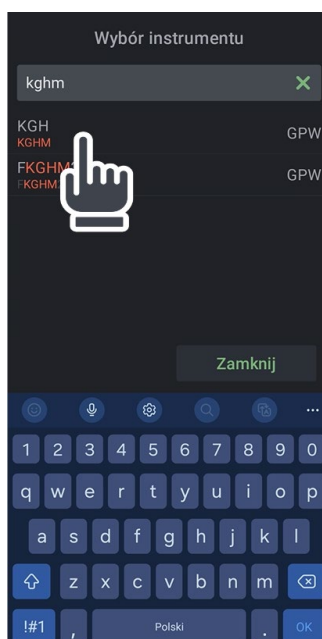 Wybór instrumentu
kghm
KGH GPW
KGHM
FKGHM GPW
FKGHM
Zamknij
1 2 3 4 5 6 7 8 9 0
q w e r t y u i o p
a s d f g h j k l
z x c v b n m
!#1 , Polski . OK